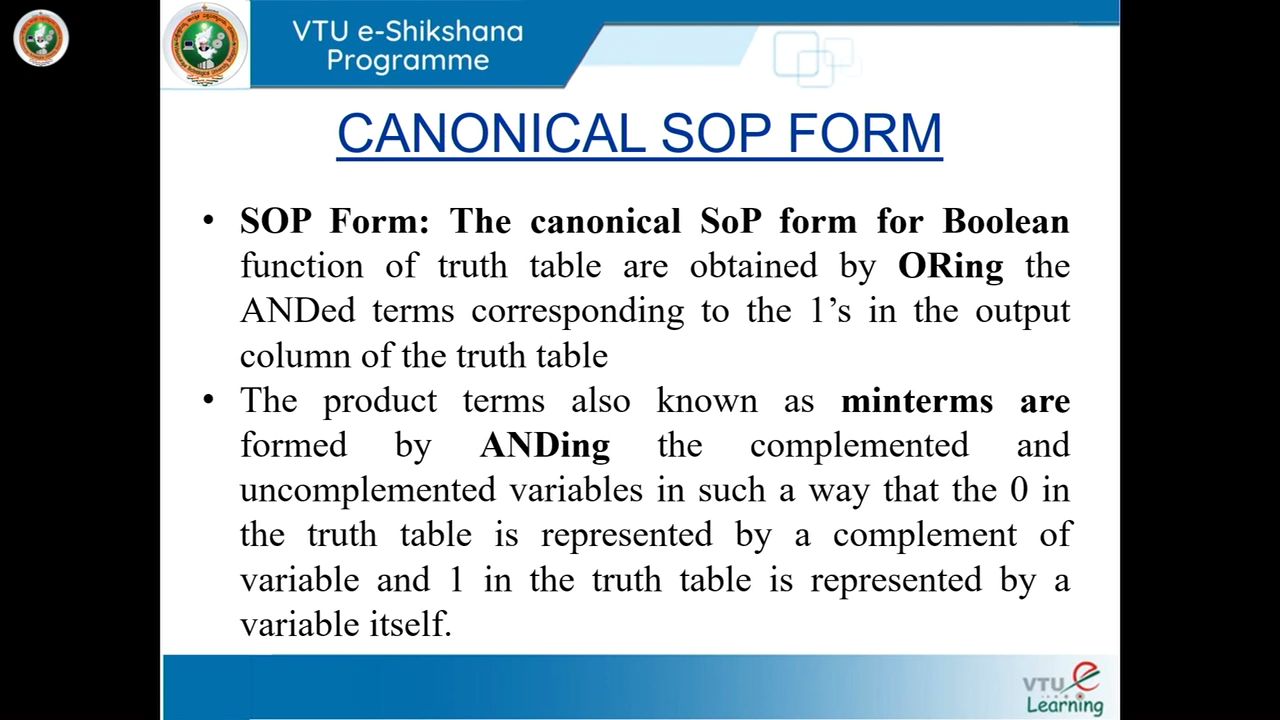 VTU e-Shikshana
Programme
CANONICAL SOP FORM
• SOP Form: The canonical SoP form for Boolean
function of truth table are obtained by ORing the
ANDed terms corresponding to the 1’s in the output
column of the truth table
• The product terms also known as minterms are
formed by ANDing the complemented and
uncomplemented variables in such a way that the 0 in
the truth table is represented by a complement of
variable and 1 in the truth table is represented by a
variable itself.
VTU e
Learning